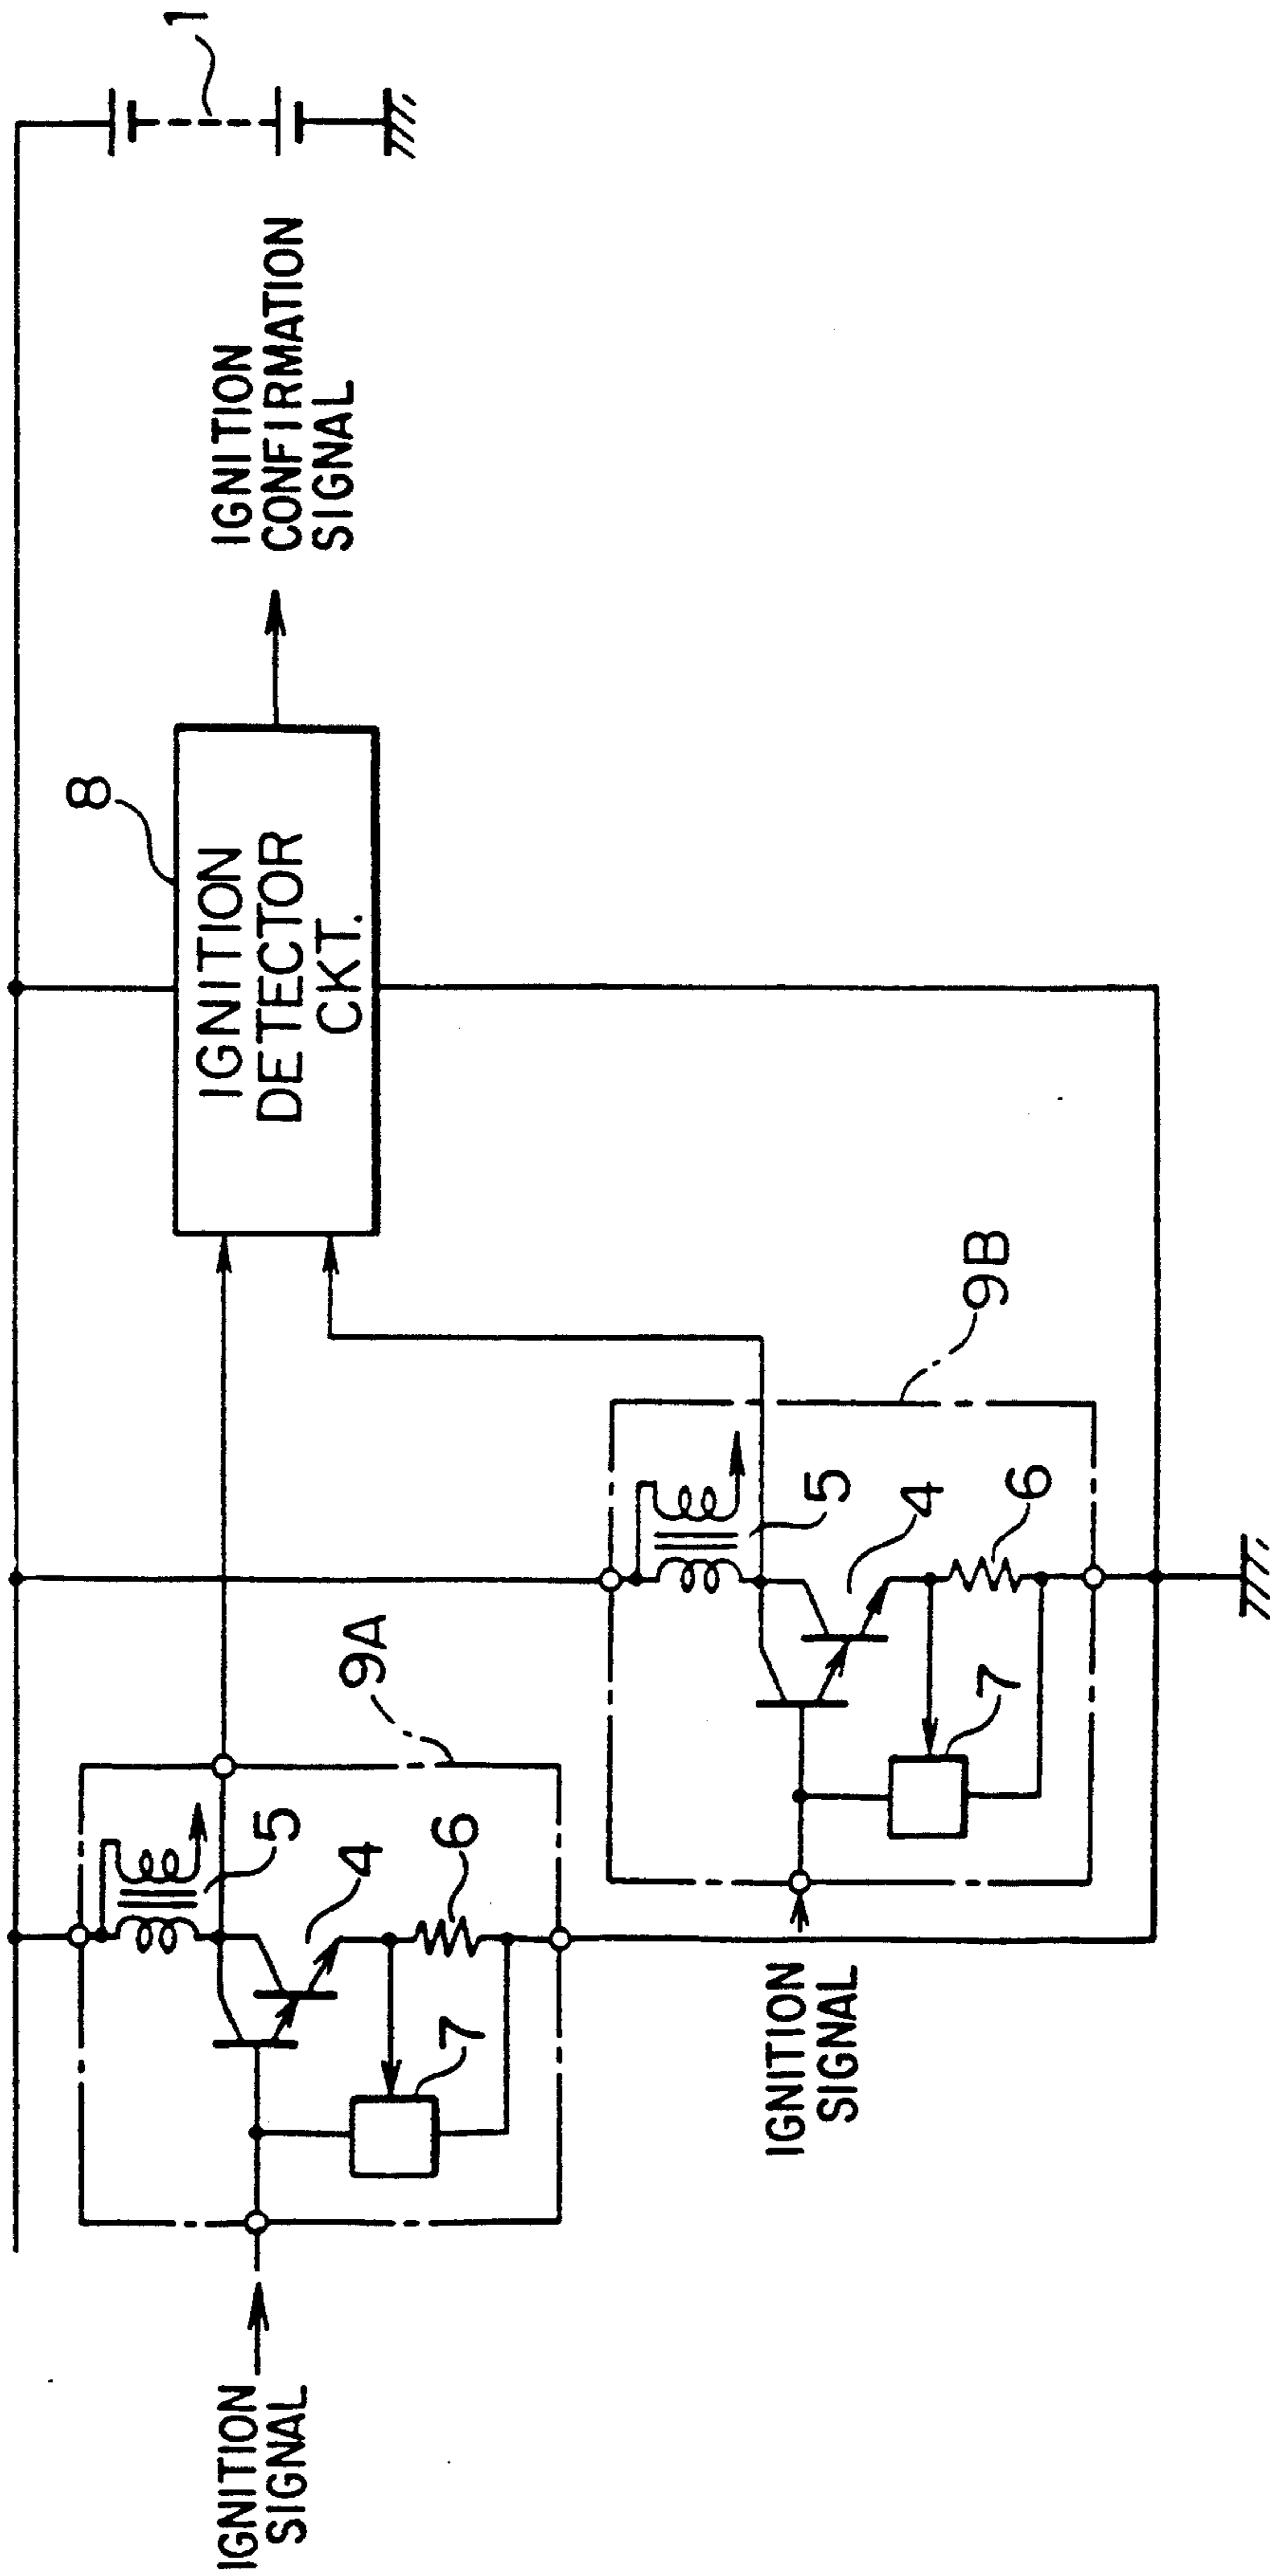 1
IGNITION
CONFIRMATION
SIGNAL
8
IGNITION
DETECTOR
CKT.
9A
5
4
6
7
9B
5
4
6
7
IGNITION
SIGNAL
IGNITION
SIGNAL